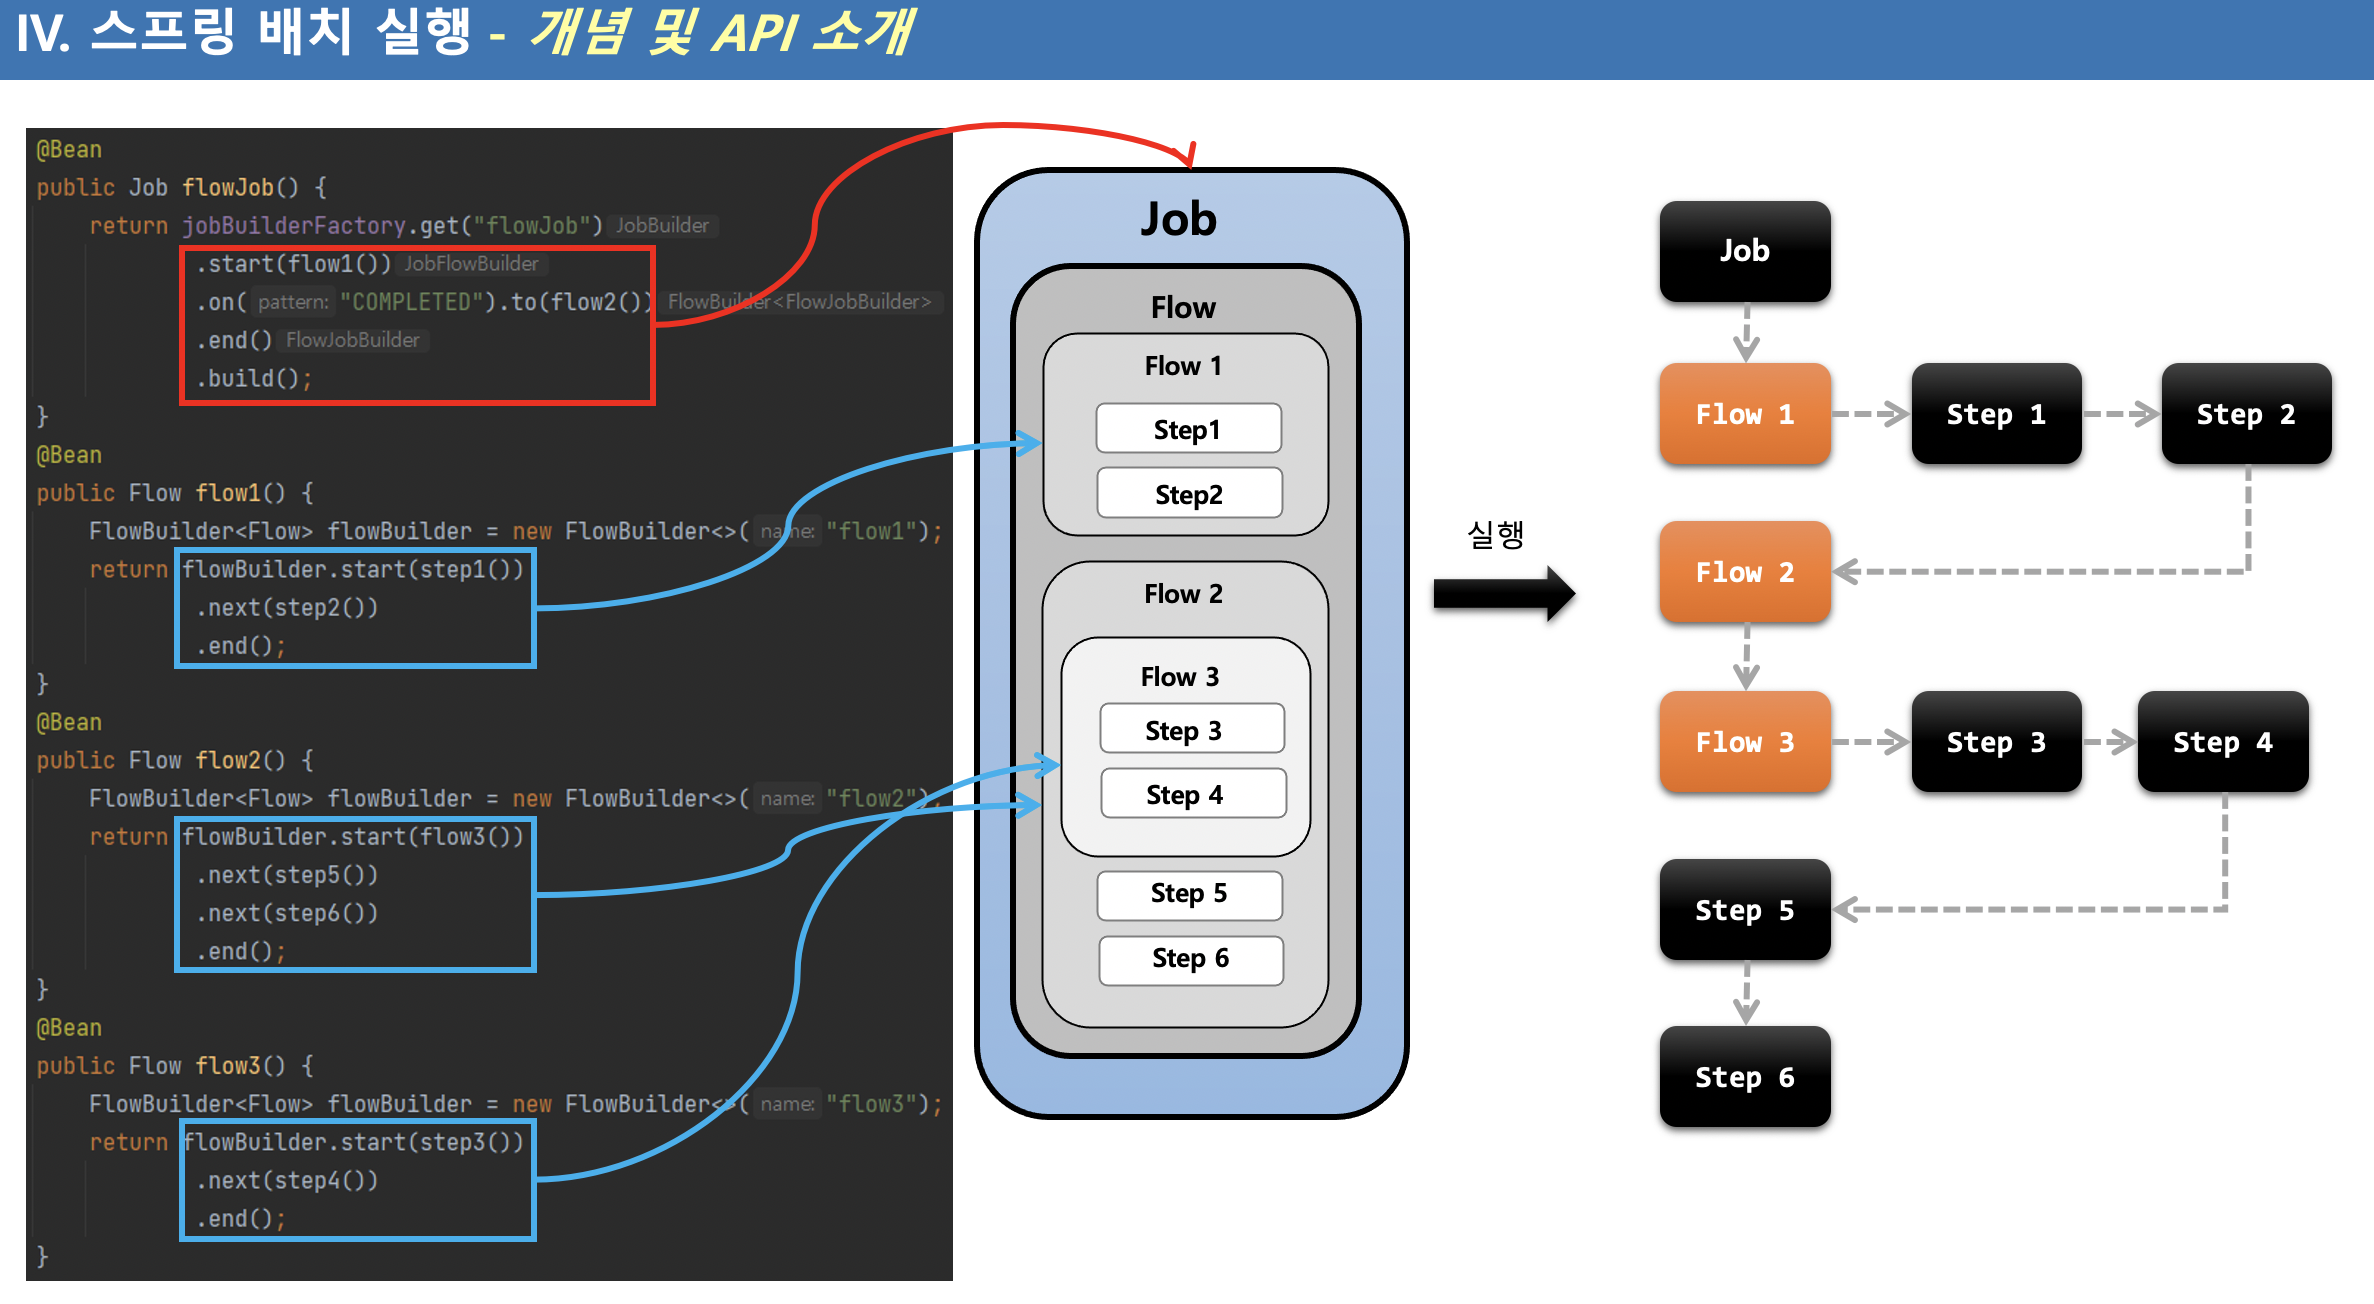 IV. 스프링 배치 실행 - 개념 및 API 소개
@Bean
public Job flowJob() {
return jobBuilderFactory.get("flowJob") JobBuilder
.start(flow1()) JobFlowBuilder
.on( pattern: "COMPLETED").to(flow2()) FlowBuilder<FlowJobBuilder>
.end() FlowJobBuilder
.build();
}
@Bean
public Flow flow1() {
FlowBuilder<Flow> flowBuilder = new FlowBuilder<>( name: "flow1");
return flowBuilder.start(step1())
.next(step2())
.end();
}
@Bean
public Flow flow2() {
FlowBuilder<Flow> flowBuilder = new FlowBuilder<>( name: "flow2");
return flowBuilder.start(flow3())
.next(step5())
.next(step6())
.end();
}
@Bean
public Flow flow3() {
FlowBuilder<Flow> flowBuilder = new FlowBuilder<>( name: "flow3");
return flowBuilder.start(step3())
.next(step4())
.end();
}
Job
Flow
Flow 1
Step1
Step2
Flow 2
Flow 3
Step 3
Step 4
Step 5
Step 6
실행
Job
Flow 1
Step 1
Step 2
Flow 2
Flow 3
Step 3
Step 4
Step 5
Step 6